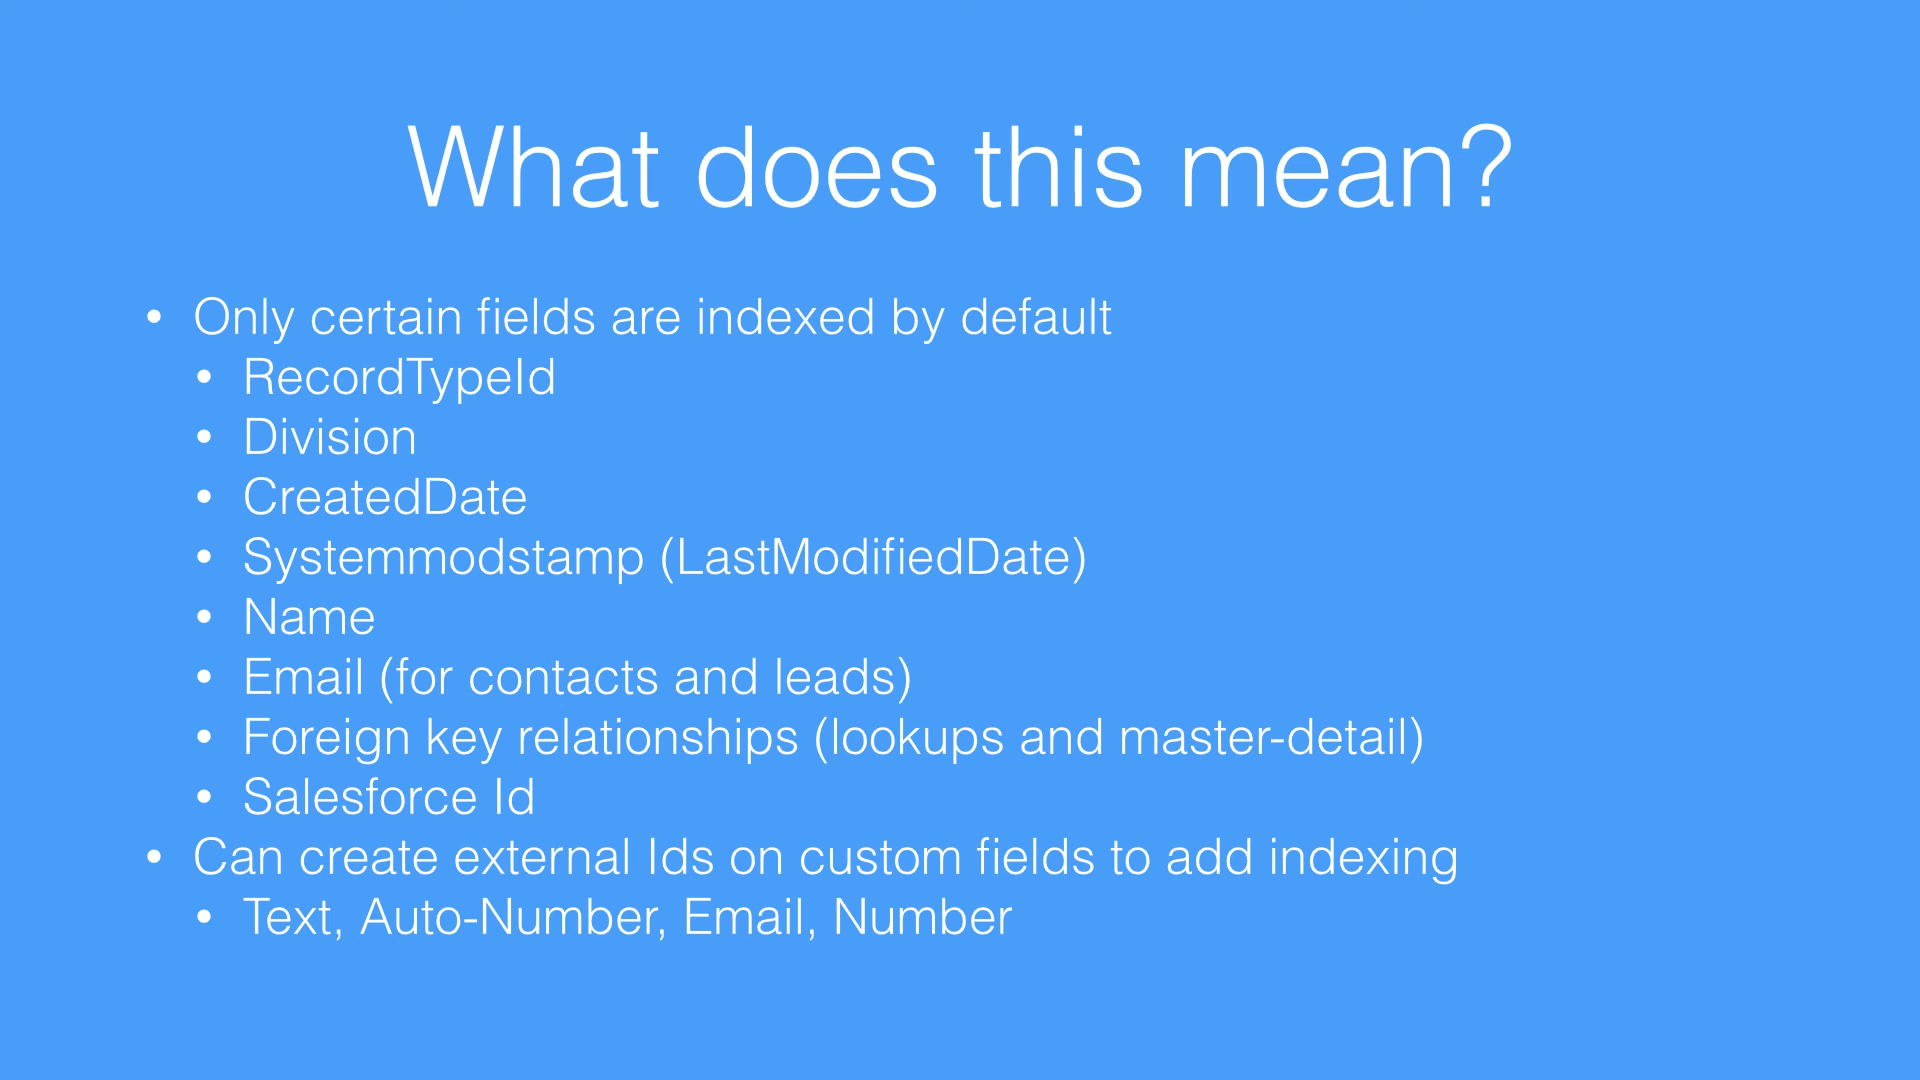 What does this mean?
• Only certain fields are indexed by default
• RecordTypeId
• Division
• CreatedDate
• Systemmodstamp (LastModifiedDate)
• Name
• Email (for contacts and leads)
• Foreign key relationships (lookups and master-detail)
• Salesforce Id
• Can create external Ids on custom fields to add indexing
• Text, Auto-Number, Email, Number